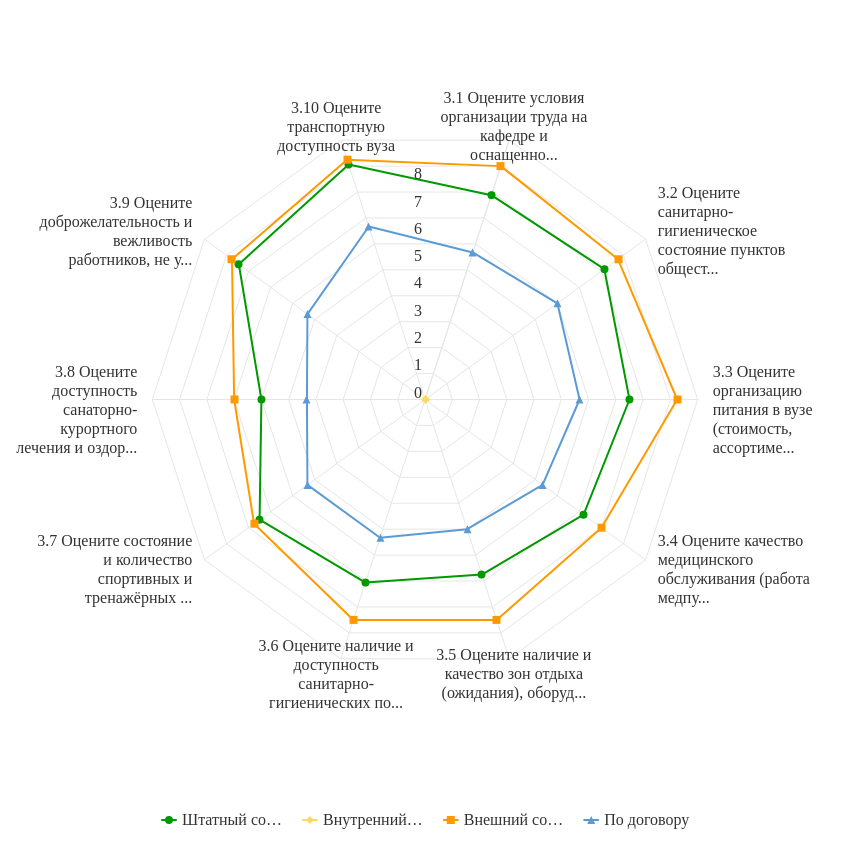 3.1 Оцените условия
организации труда на
кафедре и
оснащенно...
3.10 Оцените
транспортную
доступность вуза
3.2 Оцените
санитарно-
гигиеническое
состояние пунктов
общест...
3.9 Оцените
доброжелательность и
вежливость
работников, не у...
8
7
6
5
4
3
2
1
0
3.3 Оцените
организацию
питания в вузе
(стоимость,
ассортиме...
3.8 Оцените
доступность
санаторно-
курортного
лечения и оздор...
3.4 Оцените качество
медицинского
обслуживания (работа
медпу...
3.7 Оцените состояние
и количество
спортивных и
тренажёрных ...
3.6 Оцените наличие и
доступность
санитарно-
гигиенических по...
3.5 Оцените наличие и
качество зон отдыха
(ожидания), оборуд...
Штатный со…
Внутренний…
Внешний со…
По договору